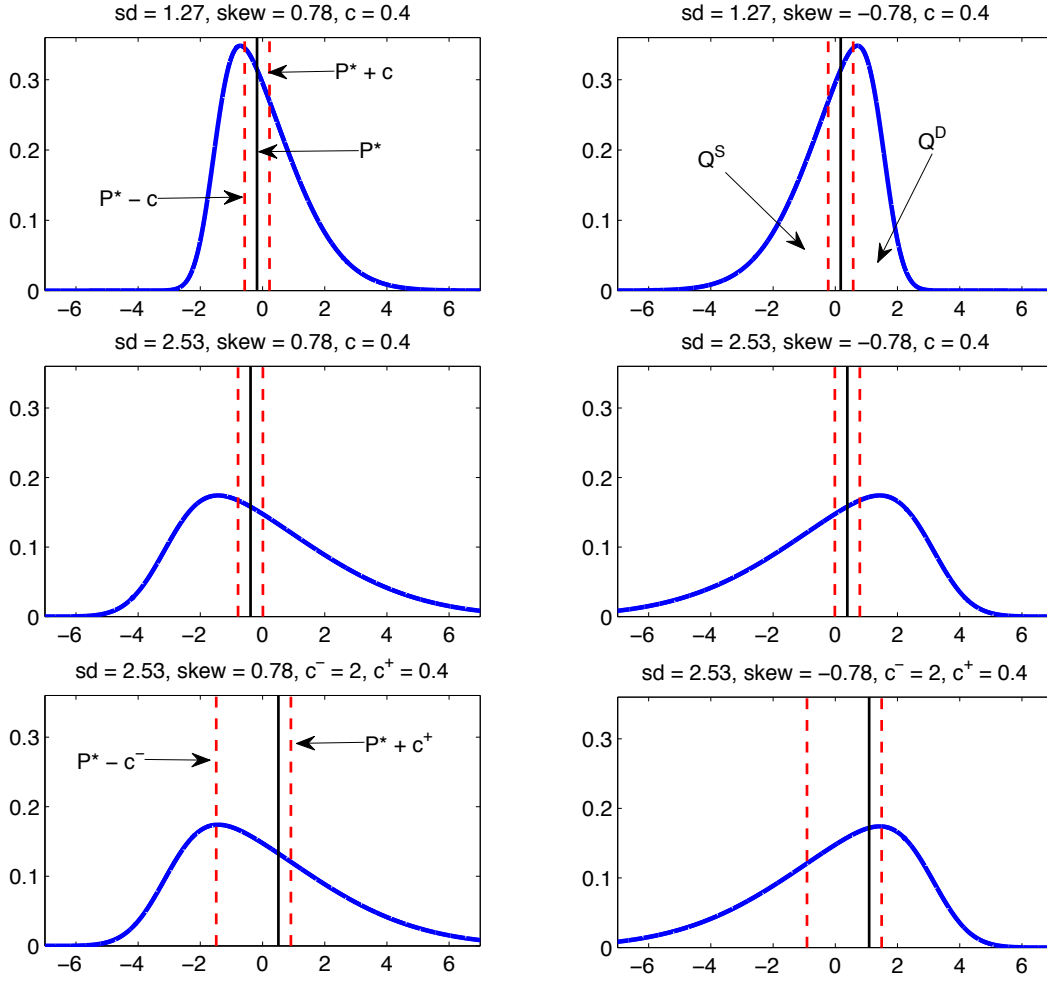 sd = 1.27, skew = 0.78, c = 0.4
0.3
0.2
0.1
0
−6 −4 −2 0 2 4 6
P* + c
P*
P* − c
sd = 1.27, skew = −0.78, c = 0.4
0.3
0.2
0.1
0
−6 −4 −2 0 2 4 6
Q^S
Q^D
sd = 2.53, skew = 0.78, c = 0.4
0.3
0.2
0.1
0
−6 −4 −2 0 2 4 6
sd = 2.53, skew = −0.78, c = 0.4
0.3
0.2
0.1
0
−6 −4 −2 0 2 4 6
sd = 2.53, skew = 0.78, c⁻ = 2, c⁺ = 0.4
0.3
0.2
0.1
0
−6 −4 −2 0 2 4 6
P* − c⁻
P* + c⁺
sd = 2.53, skew = −0.78, c⁻ = 2, c⁺ = 0.4
0.3
0.2
0.1
0
−6 −4 −2 0 2 4 6